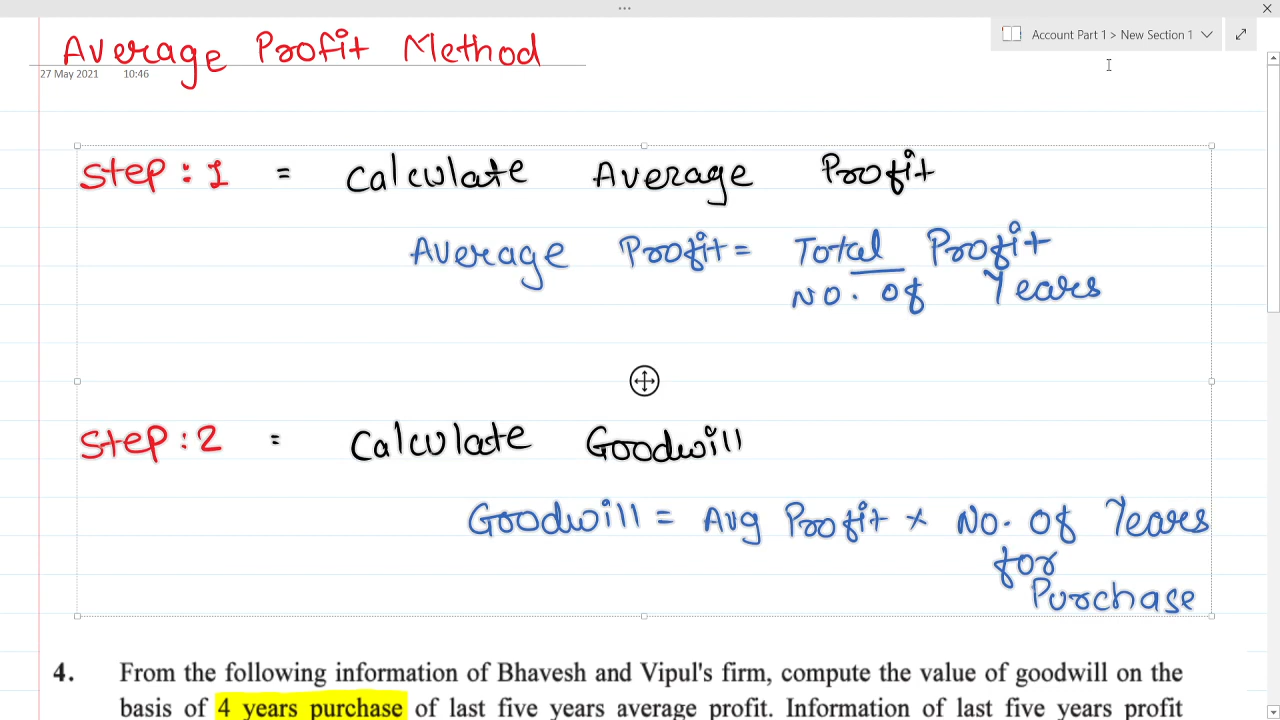 Account Part 1 > New Section 1
Average Profit Method
27 May 2021 10:46
Step : 1 = Calculate Average Profit
Average Profit = Total Profit
No. of Years
Step : 2 = Calculate Goodwill
Goodwill = Avg Profit × No. of Years
for
Purchase
4. From the following information of Bhavesh and Vipul's firm, compute the value of goodwill on the
basis of 4 years purchase of last five years average profit. Information of last five years profit